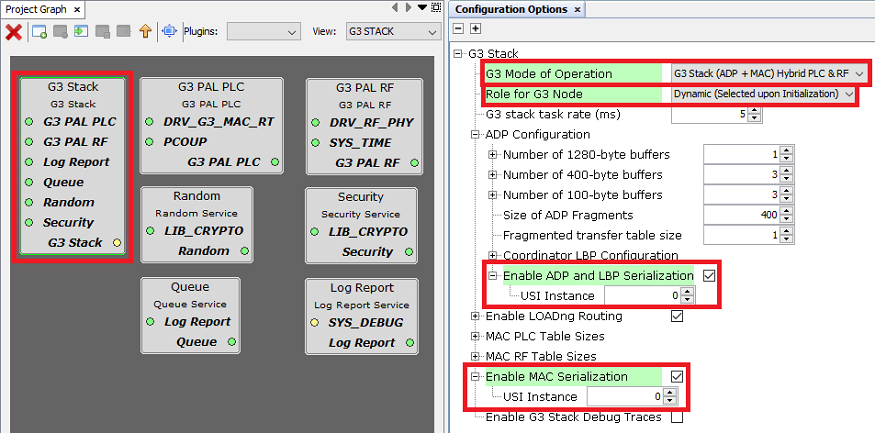 Project Graph
Plugins:
View:
G3 STACK
G3 Stack
G3 Stack
G3 PAL PLC
G3 PAL RF
Log Report
Queue
Random
Security
G3 Stack
G3 PAL PLC
G3 PAL PLC
DRV_G3_MAC_RT
PCOUP
G3 PAL PLC
G3 PAL RF
G3 PAL RF
DRV_RF_PHY
SYS_TIME
G3 PAL RF
Random
Random Service
LIB_CRYPTO
Random
Security
Security Service
LIB_CRYPTO
Security
Queue
Queue Service
Log Report
Queue
Log Report
Log Report Service
SYS_DEBUG
Log Report
Configuration Options
G3 Stack
G3 Mode of Operation G3 Stack (ADP + MAC) Hybrid PLC & RF
Role for G3 Node Dynamic (Selected upon Initialization)
G3 stack task rate (ms) 5
ADP Configuration
Number of 1280-byte buffers 1
Number of 400-byte buffers 3
Number of 100-byte buffers 3
Size of ADP Fragments 400
Fragmented transfer table size 1
Coordinator LBP Configuration
Enable ADP and LBP Serialization
USI Instance 0
Enable LOADng Routing
MAC PLC Table Sizes
MAC RF Table Sizes
Enable MAC Serialization
USI Instance 0
Enable G3 Stack Debug Traces